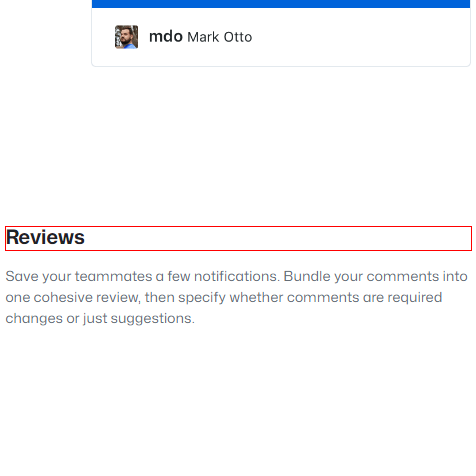 mdo Mark Otto
Reviews
Save your teammates a few notifications. Bundle your comments into
one cohesive review, then specify whether comments are required
changes or just suggestions.